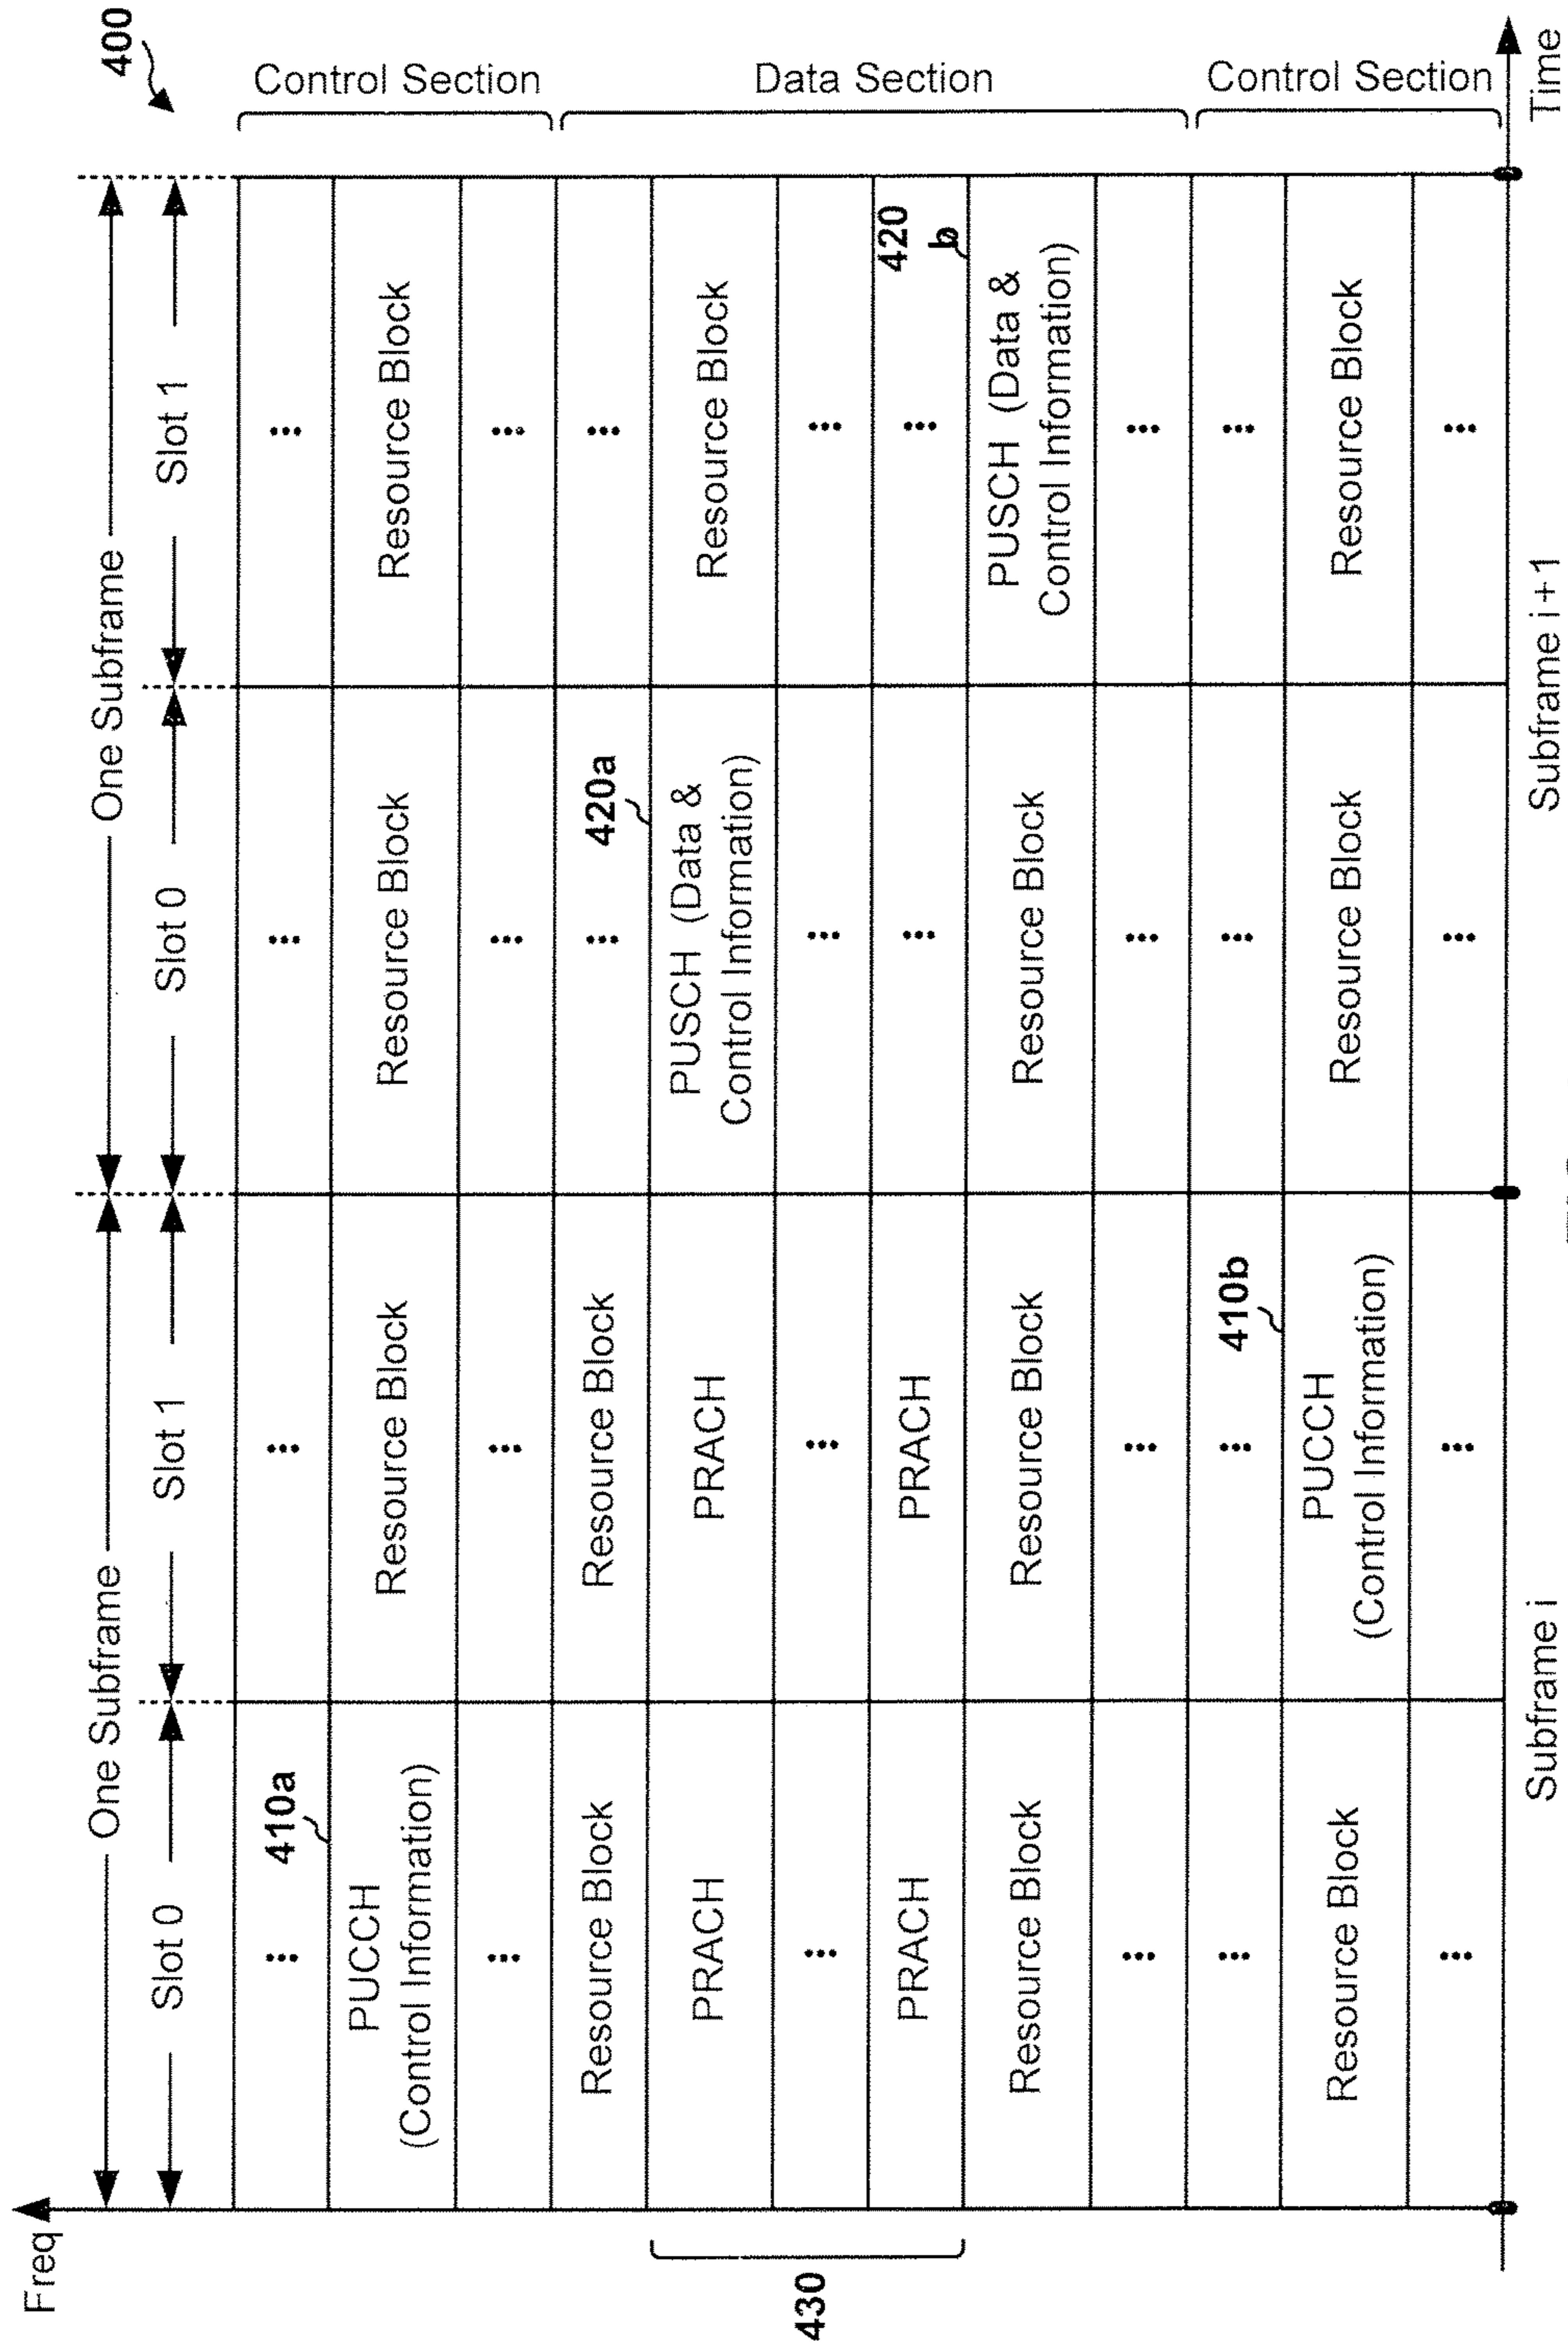 Freq
400
One Subframe
One Subframe
Slot 0
Slot 1
Slot 0
Slot 1
... 410a
...
...
...
Control Section
PUCCH
(Control Information)
Resource Block
Resource Block
Resource Block
...
...
...
...
Resource Block
Resource Block
... 420a
...
430
PRACH
PRACH
PUSCH (Data &
Control Information)
Resource Block
Data Section
...
...
...
...
PRACH
PRACH
...
... 420
b
Resource Block
Resource Block
Resource Block
PUSCH (Data &
Control Information)
...
...
...
...
...
... 410b
...
...
Control Section
Resource Block
PUCCH
(Control Information)
Resource Block
Resource Block
...
...
...
...
Time
Subframe i
Subframe i + 1